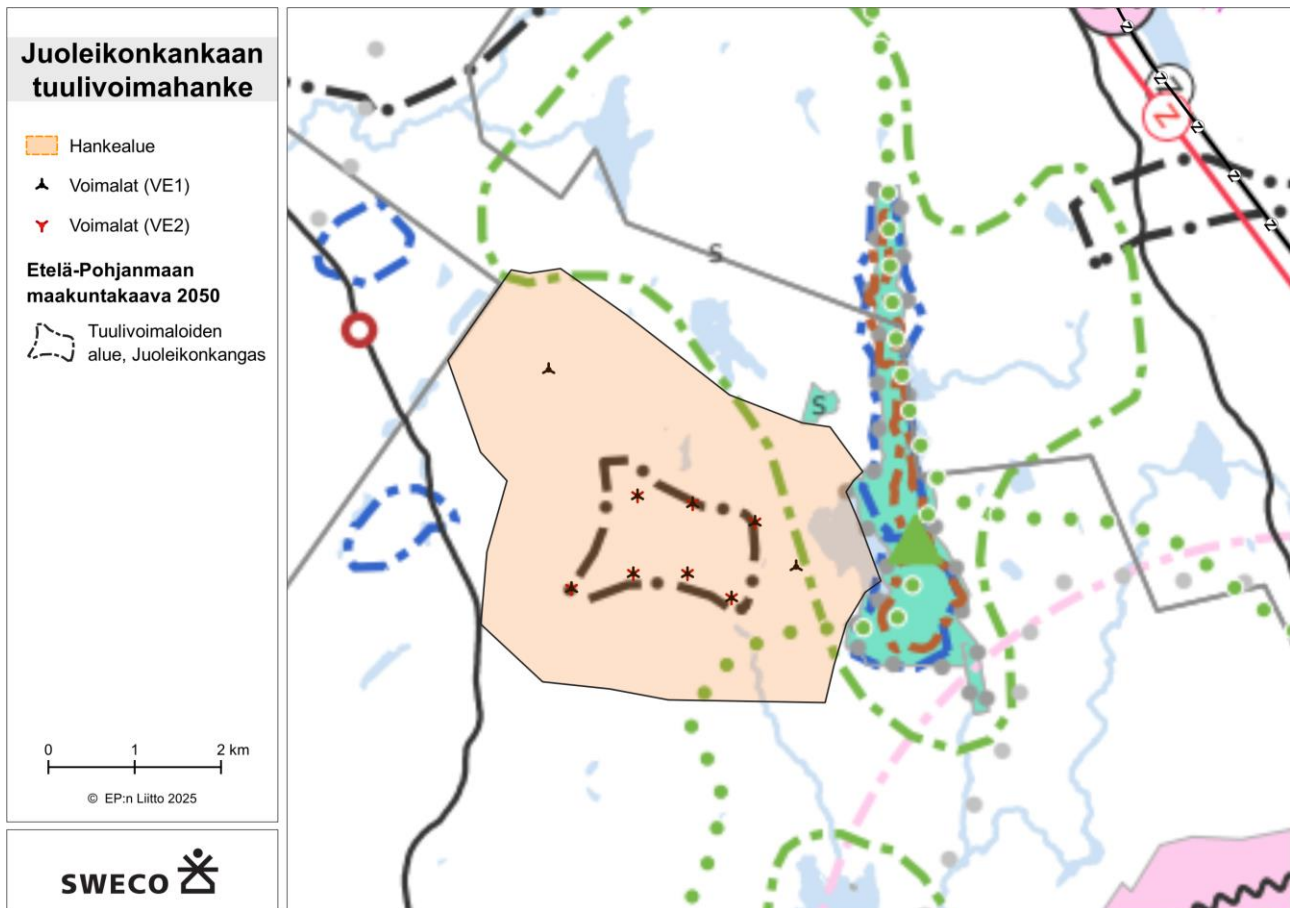 Juoleikonkankaan
tuulivoimahanke
Hankealue
Voimalat (VE1)
Voimalat (VE2)
Etelä-Pohjanmaan
maakuntakaava 2050
Tuulivoimaloiden
alue, Juoleikonkangas
0 1 2 km
© EP:n Liitto 2025
SWECO
S
S
Z
Z
Z
Z
Z
Z
Z